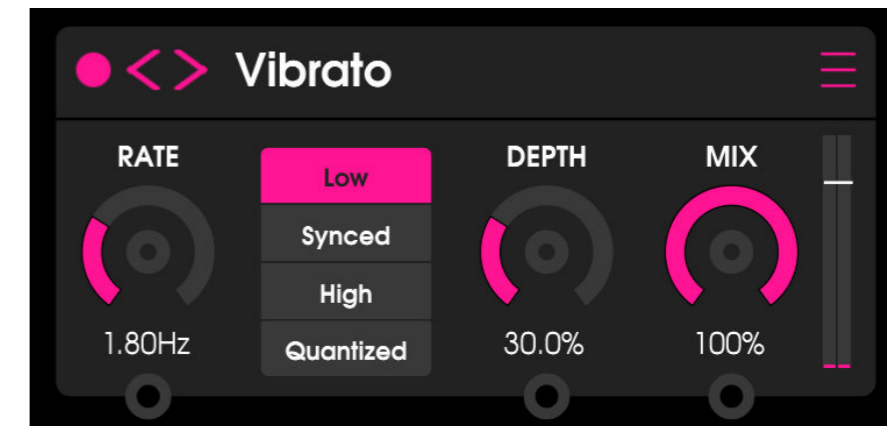 Vibrato
RATE
Low
Synced
High
Quantized
1.80Hz
DEPTH
30.0%
MIX
100%